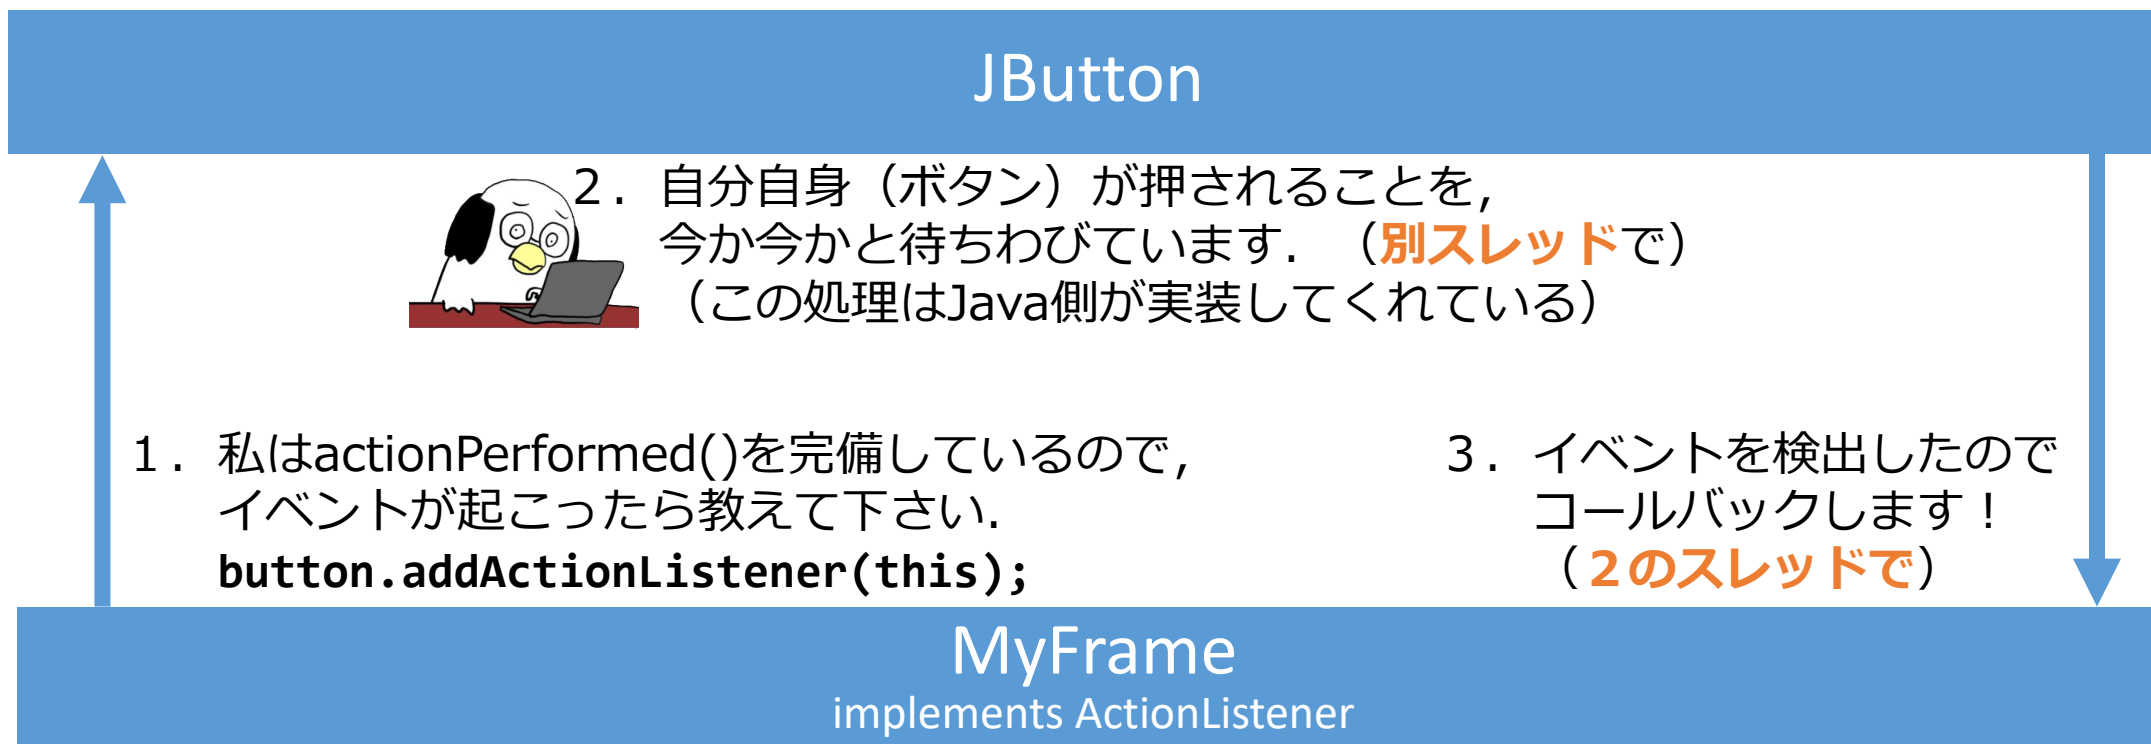 JButton
２．自分自身（ボタン）が押されることを，
今か今かと待ちわびています．（別スレッドで）
（この処理はJava側が実装してくれている）
１．私はactionPerformed()を完備しているので，
イベントが起こったら教えて下さい．
button.addActionListener(this);
３．イベントを検出したので
コールバックします！
（２のスレッドで）
MyFrame
implements ActionListener